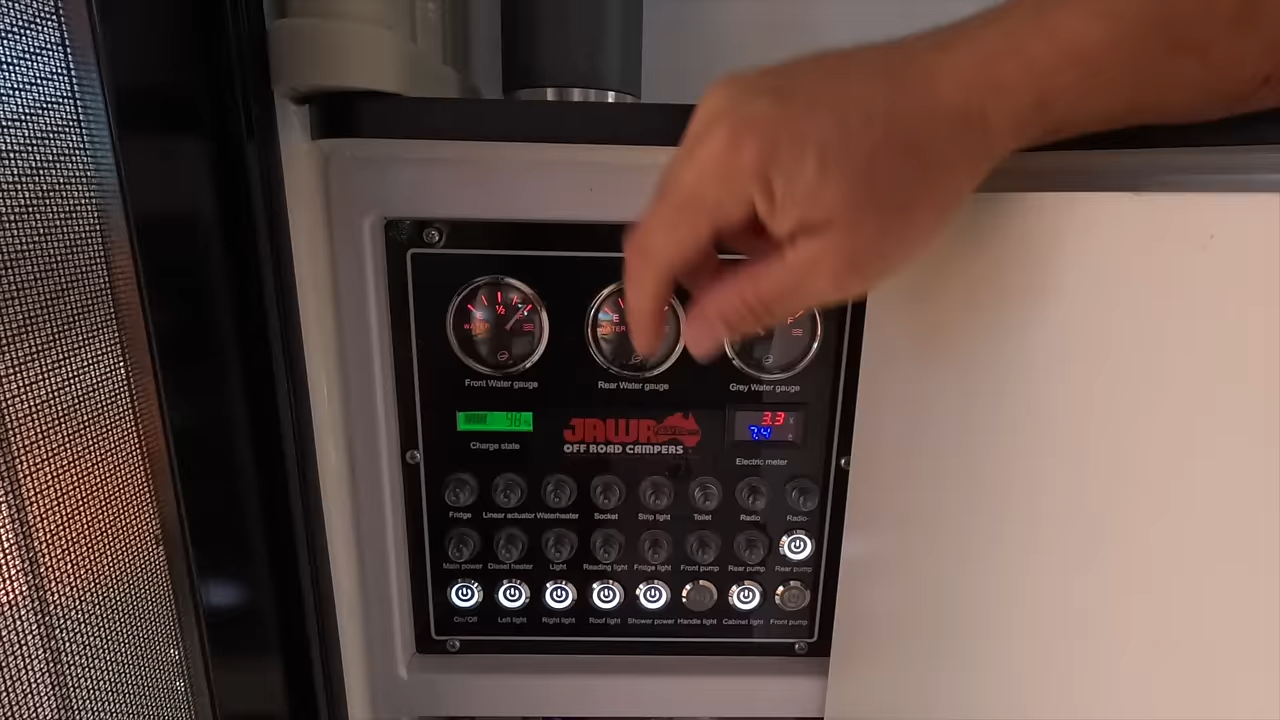 E ½ F
WATER
E
WATER
F
Front Water gauge
Rear Water gauge
Grey Water gauge
98
JAWA
OFF ROAD CAMPERS
3.3
7.4
Charge state
Electric meter
Fridge Linear actuator Waterheater Socket Strip light Toilet Radio Radio
Main power Diesel heater Light Reading light Fridge light Front pump Rear pump Rear pump
On/Off Left light Right light Roof light Shower power Handle light Cabinet light Front pump